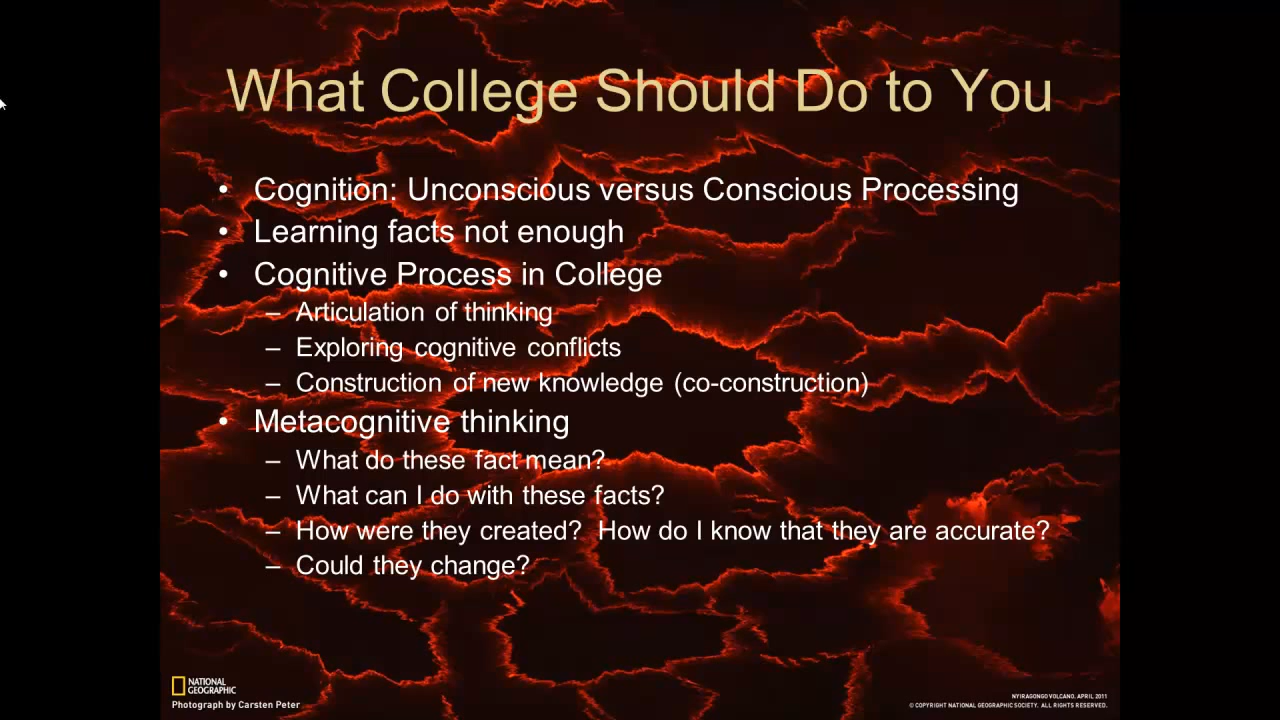 What College Should Do to You
• Cognition: Unconscious versus Conscious Processing
• Learning facts not enough
• Cognitive Process in College
– Articulation of thinking
– Exploring cognitive conflicts
– Construction of new knowledge (co-construction)
• Metacognitive thinking
– What do these fact mean?
– What can I do with these facts?
– How were they created?  How do I know that they are accurate?
– Could they change?
NATIONAL
GEOGRAPHIC
Photograph by Carsten Peter
NYIRAGONGO VOLCANO, APRIL 2011
© COPYRIGHT NATIONAL GEOGRAPHIC SOCIETY. ALL RIGHTS RESERVED.